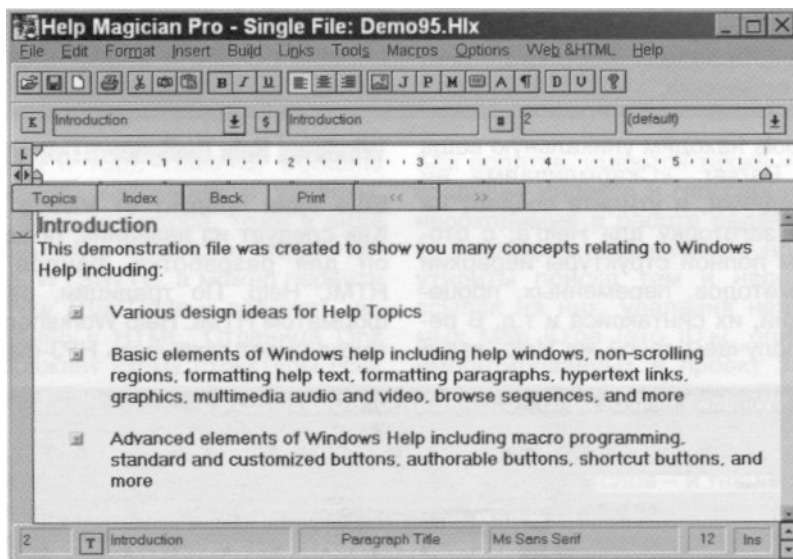 Help Magician Pro - Single File: Demo95.Hlx
File Edit Format Insert Build Links Tools Macros Options Web &HTML Help
B I U J P M A ¶ D U ?
K Introduction $ Introduction # 2 (default)
L 1 2 3 4 5
Topics Index Back Print << >>
Introduction
This demonstration file was created to show you many concepts relating to Windows
Help including:
Various design ideas for Help Topics
Basic elements of Windows help including help windows, non-scrolling
regions, formatting help text, formatting paragraphs, hypertext links,
graphics, multimedia audio and video, browse sequences, and more
Advanced elements of Windows Help including macro programming,
standard and customized buttons, authorable buttons, shortcut buttons, and
more
2 T Introduction Paragraph Title Ms Sans Serif 12 Ins